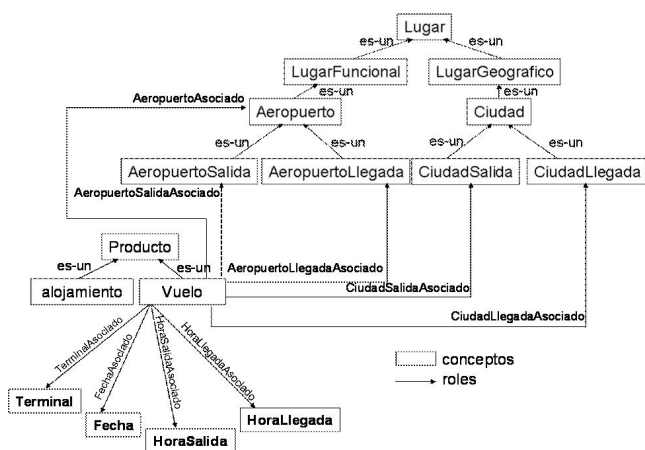 Lugar
es-un
es-un
LugarFuncional
LugarGeografico
AeropuertoAsociado
es-un
es-un
Aeropuerto
Ciudad
es-un
es-un
es-un
es-un
AeropuertoSalida
AeropuertoLlegada
CiudadSalida
CiudadLlegada
AeropuertoSalidaAsociado
Producto
es-un
es-un
AeropuertoLlegadaAsociado
alojamiento
Vuelo
CiudadSalidaAsociado
CiudadLlegadaAsociado
TerminalAsociado
FechaAsociado
HoraSalidaAsociado
HoraLlegadaAsociado
conceptos
roles
Terminal
Fecha
HoraSalida
HoraLlegada